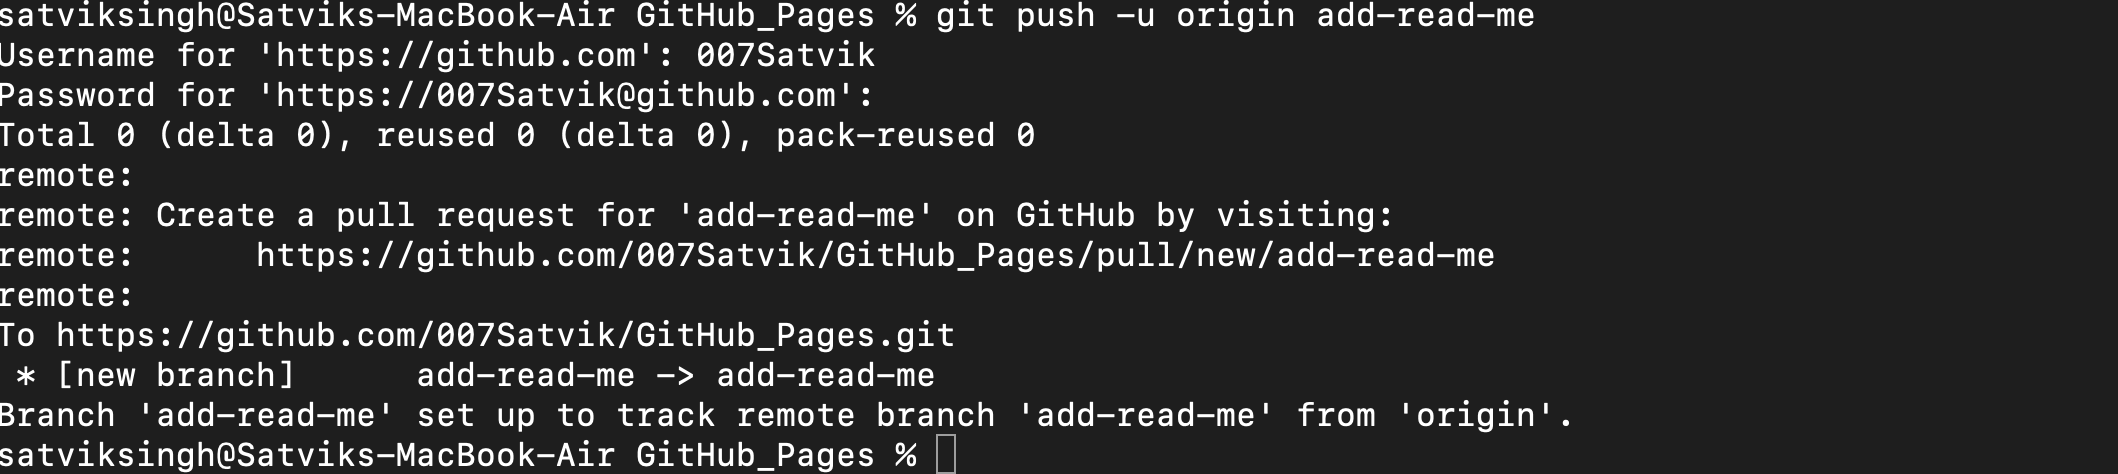 satviksingh@Satviks-MacBook-Air GitHub_Pages % git push -u origin add-read-me
Username for 'https://github.com': 007Satvik
Password for 'https://007Satvik@github.com':
Total 0 (delta 0), reused 0 (delta 0), pack-reused 0
remote:
remote: Create a pull request for 'add-read-me' on GitHub by visiting:
remote:      https://github.com/007Satvik/GitHub_Pages/pull/new/add-read-me
remote:
To https://github.com/007Satvik/GitHub_Pages.git
 * [new branch]      add-read-me -> add-read-me
Branch 'add-read-me' set up to track remote branch 'add-read-me' from 'origin'.
satviksingh@Satviks-MacBook-Air GitHub_Pages %